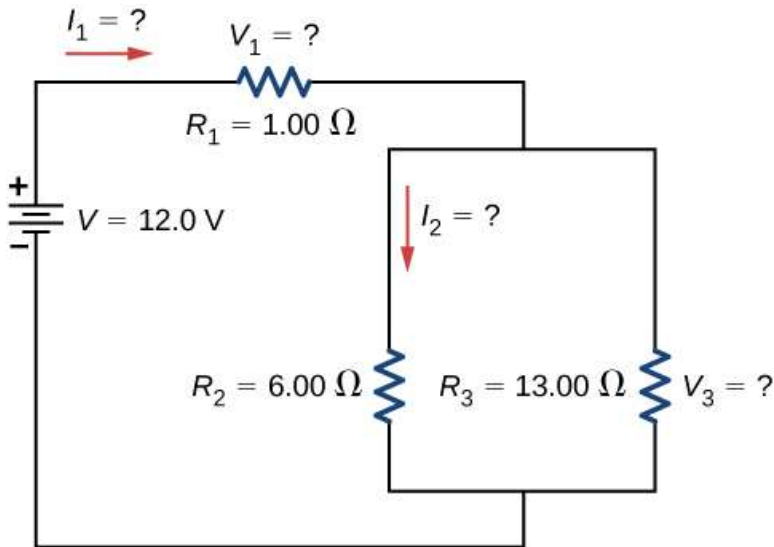 I₁ = ?
V₁ = ?
R₁ = 1.00 Ω
+
V = 12.0 V
−
I₂ = ?
R₂ = 6.00 Ω
R₃ = 13.00 Ω
V₃ = ?